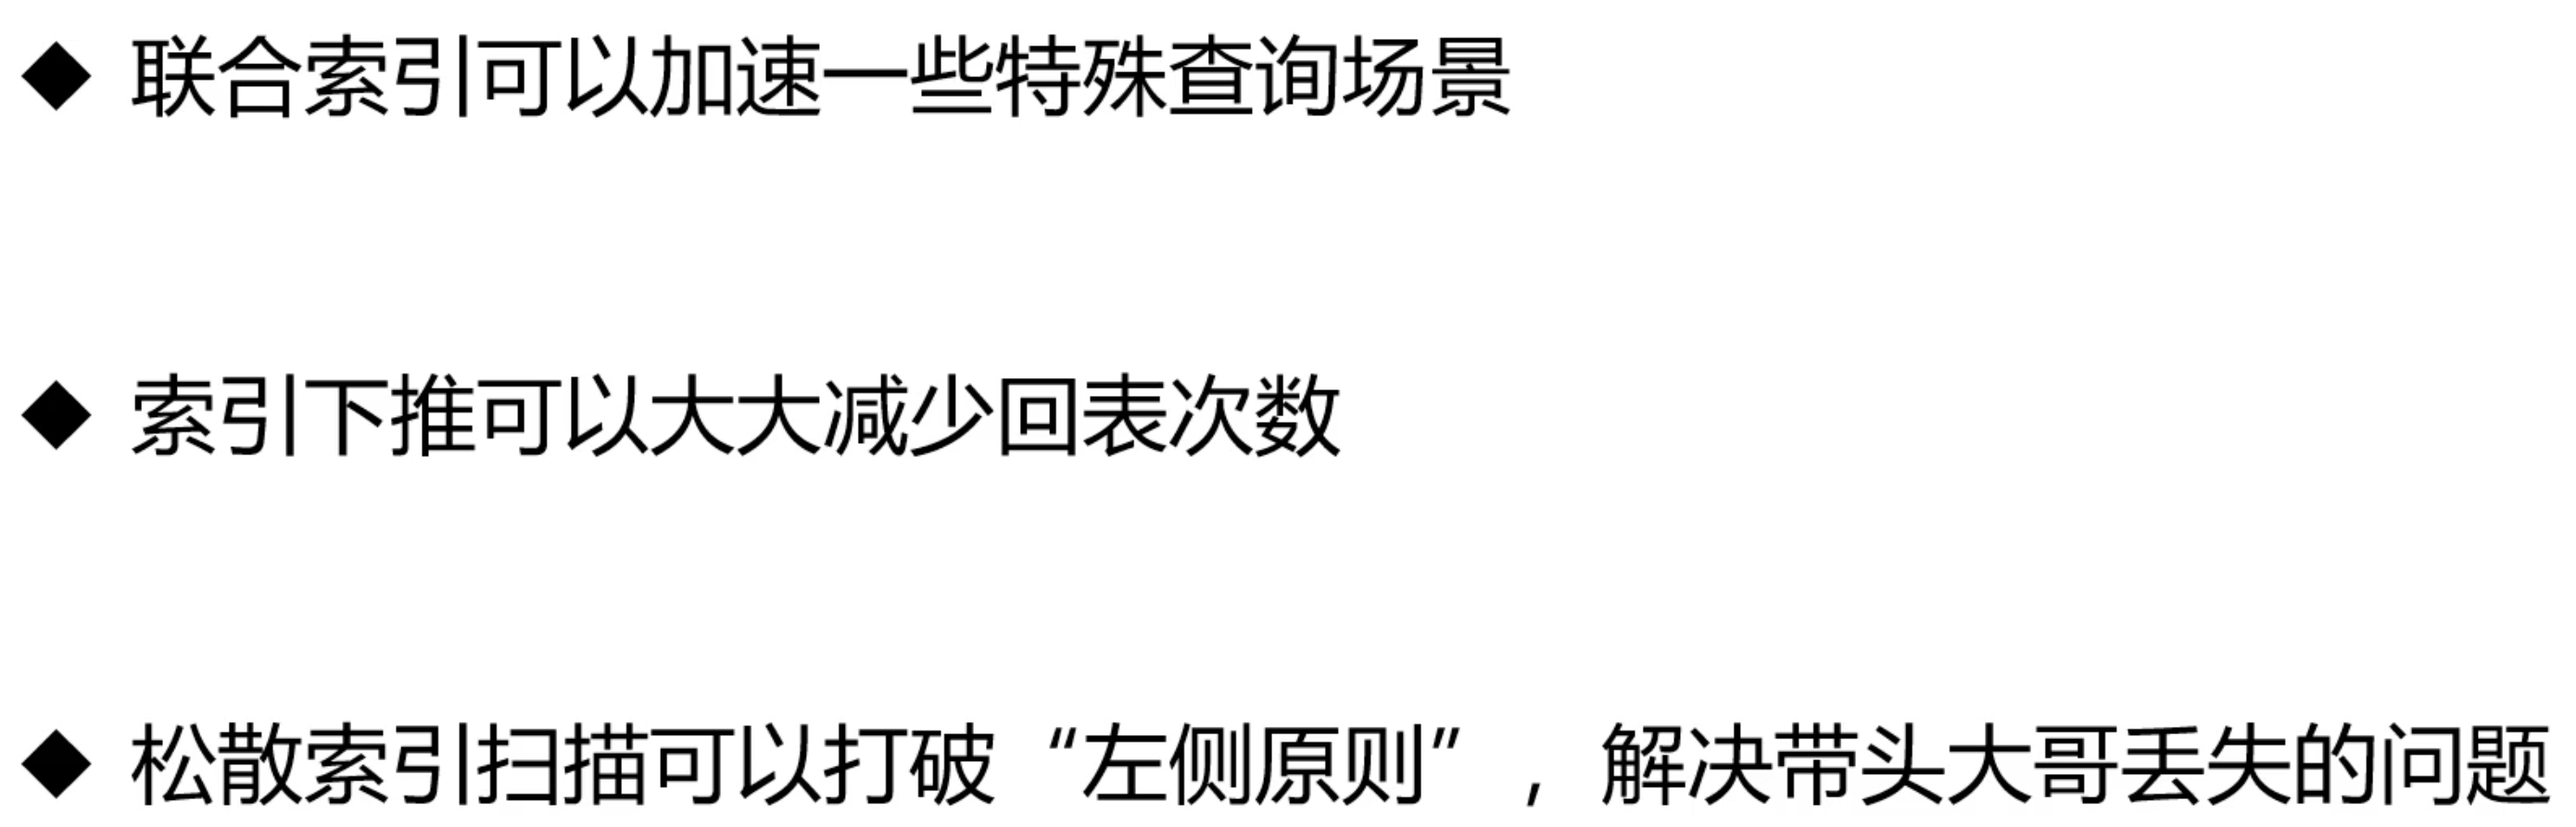 ◆ 联合索引可以加速一些特殊查询场景
◆ 索引下推可以大大减少回表次数
◆ 松散索引扫描可以打破“左侧原则”，解决带头大哥丢失的问题